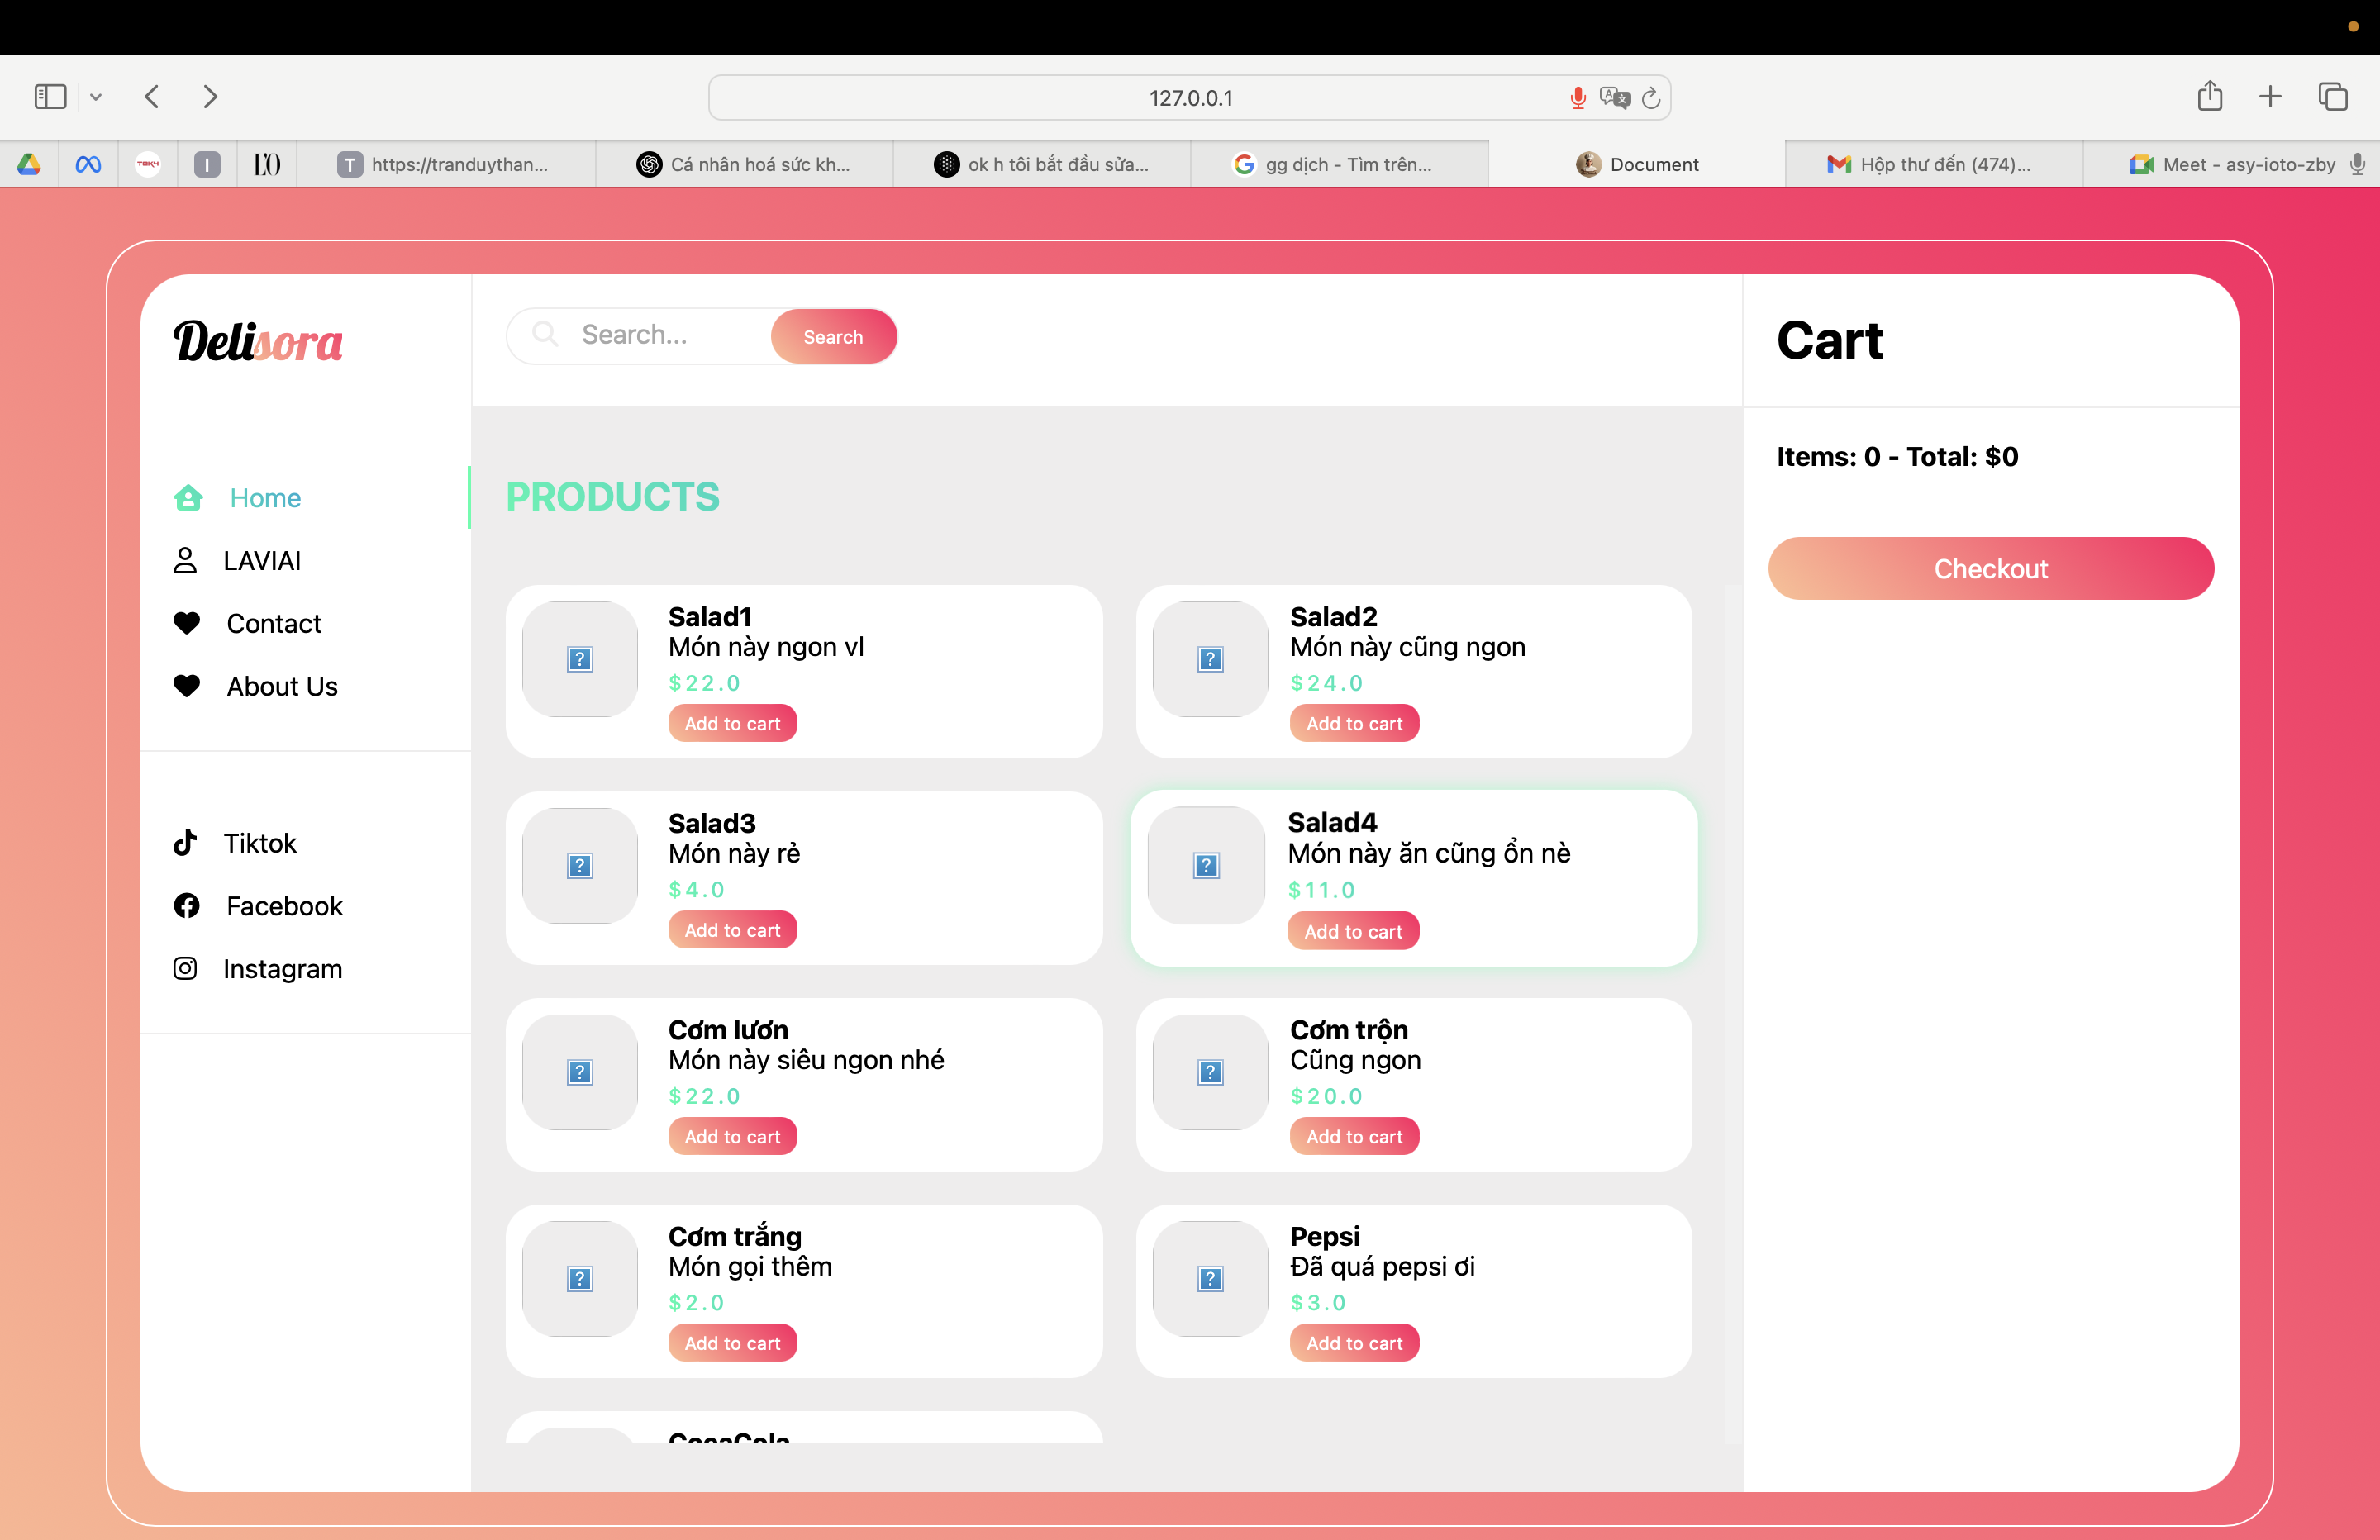 127.0.0.1
TBK4
I
L'O
T https://tranduythan...
Cá nhân hoá sức kh...
ok h tôi bắt đầu sửa...
gg dịch - Tìm trên...
Document
Hộp thư đến (474)...
Meet - asy-ioto-zby
Delisora
Search...
Search
Cart
Items: 0 - Total: $0
Checkout
Home
LAVIAI
Contact
About Us
Tiktok
Facebook
Instagram
PRODUCTS
Salad1
Món này ngon vl
$22.0
Add to cart
Salad2
Món này cũng ngon
$24.0
Add to cart
Salad3
Món này rẻ
$4.0
Add to cart
Salad4
Món này ăn cũng ổn nè
$11.0
Add to cart
Cơm lươn
Món này siêu ngon nhé
$22.0
Add to cart
Cơm trộn
Cũng ngon
$20.0
Add to cart
Cơm trắng
Món gọi thêm
$2.0
Add to cart
Pepsi
Đã quá pepsi ơi
$3.0
Add to cart
CocaCola